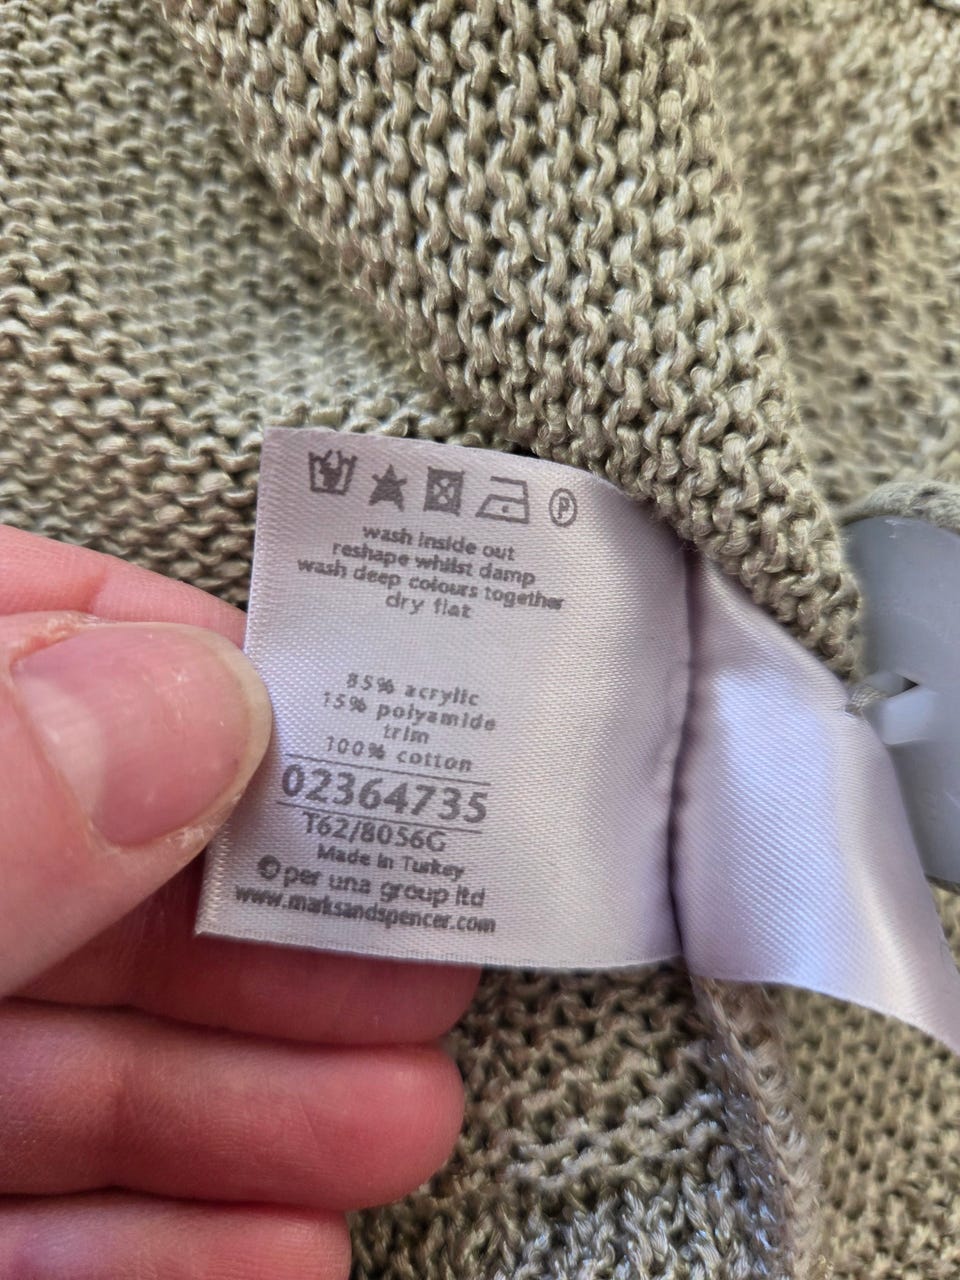 P
wash inside out
reshape whilst damp
wash deep colours together
dry flat
85% acrylic
15% polyamide
trim
100% cotton
02364735
T62/8056G
Made in Turkey
© per una group ltd
www.marksandspencer.com